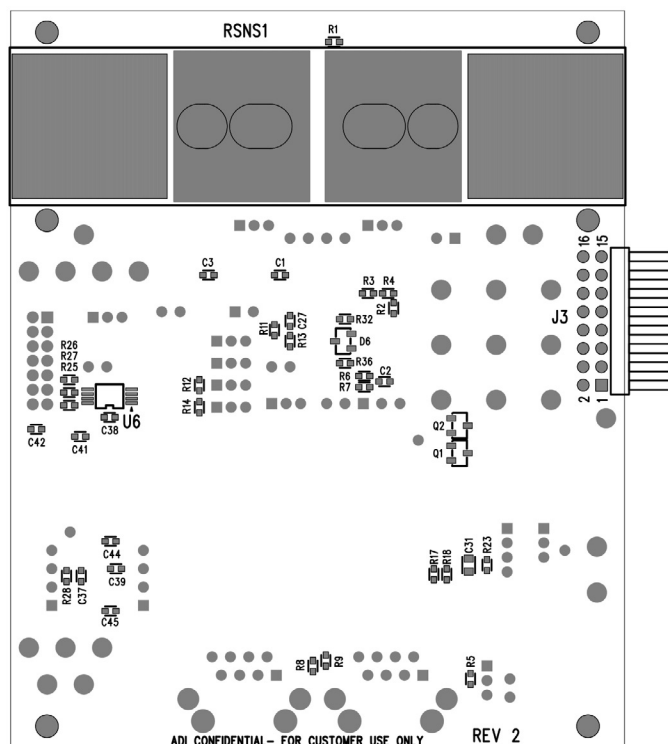 RSNS1
R1
16
15
C3
C1
R3
R4
R2
J3
R11
C27
R13
R32
D6
R26
R27
R25
R36
R6
R7
C2
R12
R14
2
1
U6
C38
C42
C41
Q2
Q1
C44
C39
R28
C37
C45
R17
R18
C31
R23
R8
R9
R5
ADI CONFIDENTIAL- FOR CUSTOMER USE ONLY
REV 2